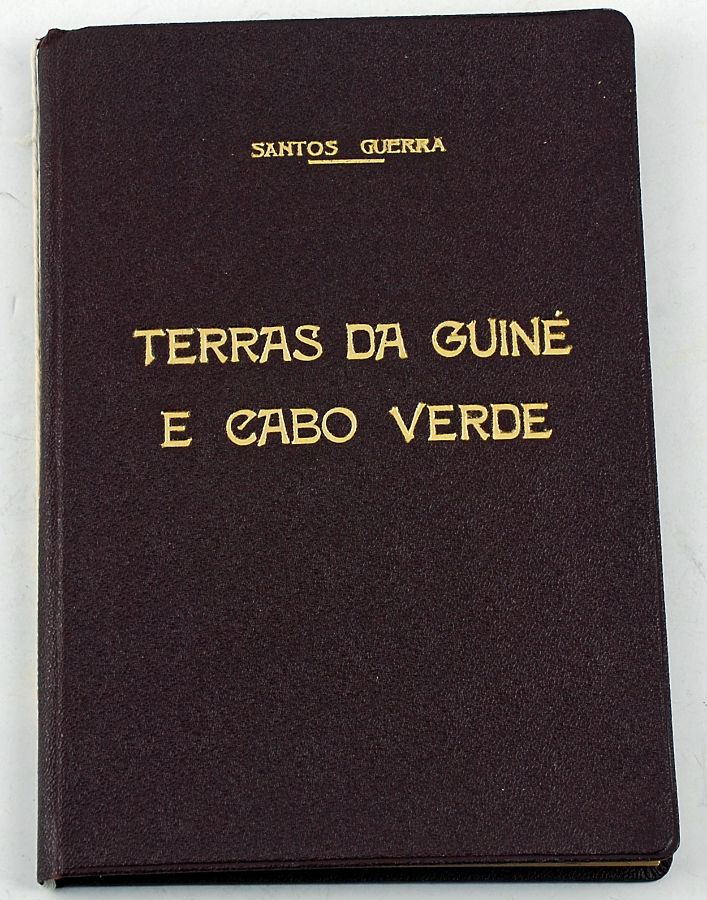 SANTOS GUERRA
TERRAS DA GUINÉ
E CABO VERDE